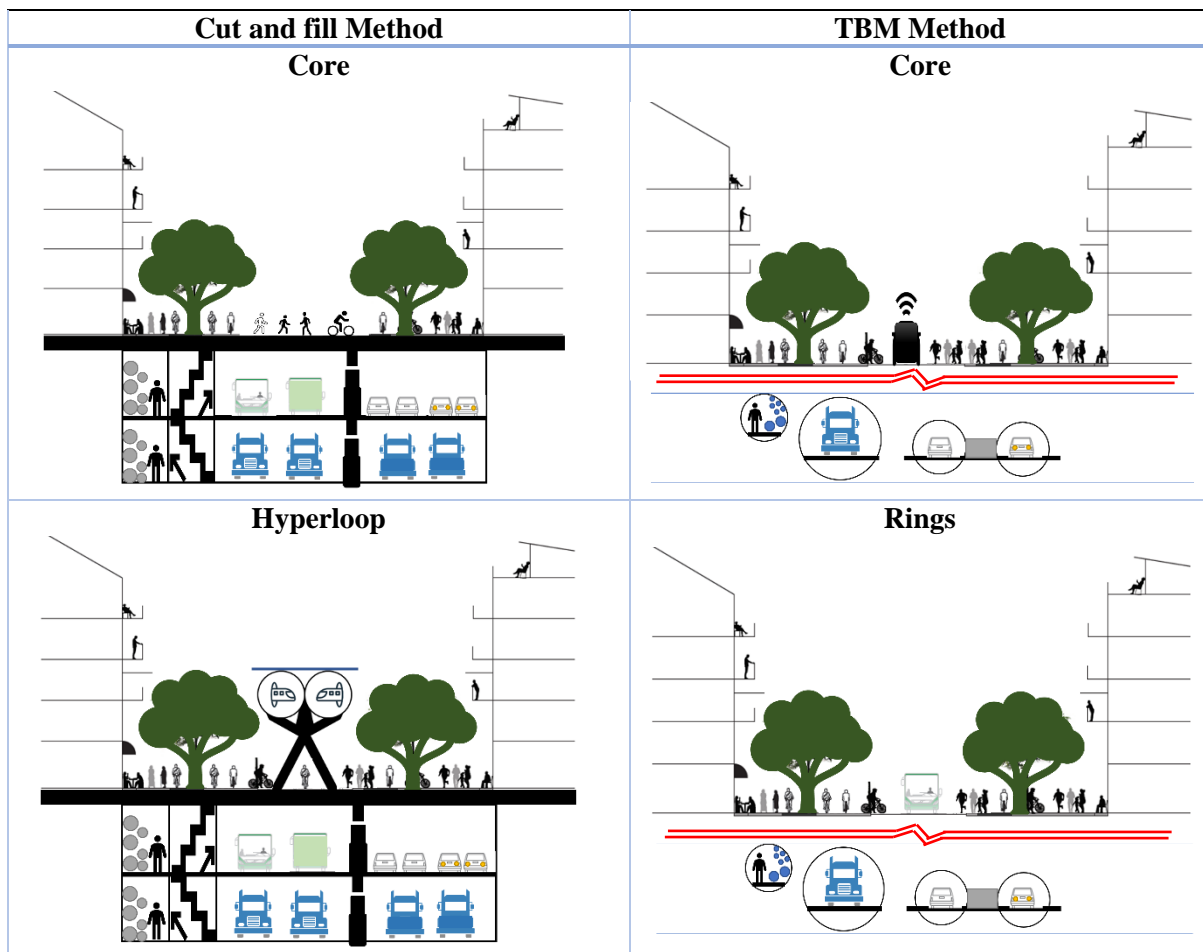 Cut and fill Method
TBM Method
Core
Core
Hyperloop
Rings